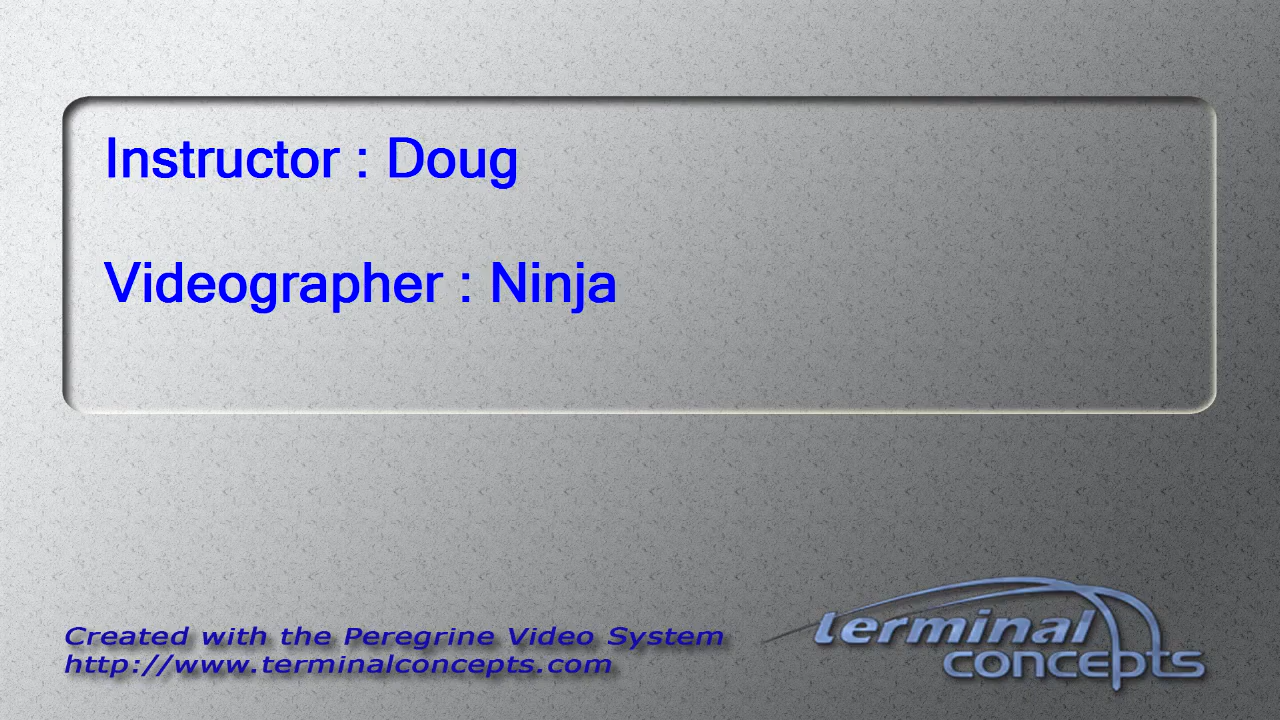 Instructor : Doug
Videographer : Ninja
Created with the Peregrine Video System
http://www.terminalconcepts.com
terminal
concepts